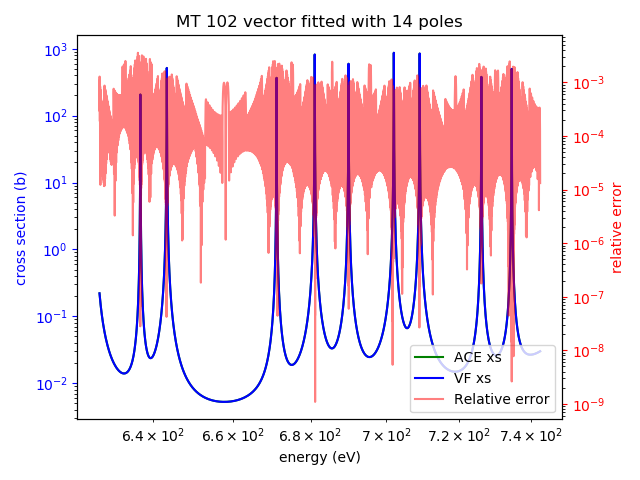 MT 102 vector fitted with 14 poles
10³
10²
10¹
10⁰
10⁻¹
10⁻²
cross section (b)
10⁻³
10⁻⁴
10⁻⁵
10⁻⁶
10⁻⁷
10⁻⁸
10⁻⁹
relative error
ACE xs
VF xs
Relative error
6.4 × 10² 6.6 × 10² 6.8 × 10² 7 × 10² 7.2 × 10² 7.4 × 10²
energy (eV)